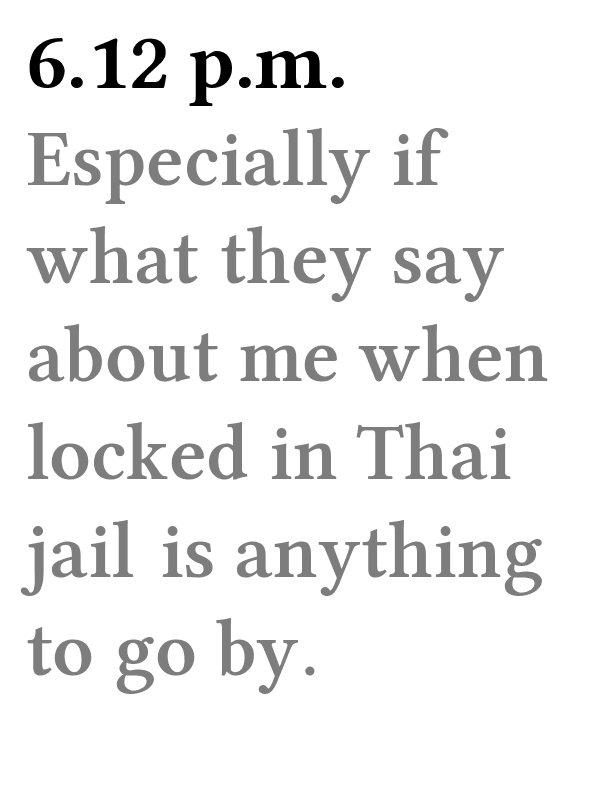 6.12 p.m.
Especially if
what they say
about me when
locked in Thai
jail is anything
to go by.